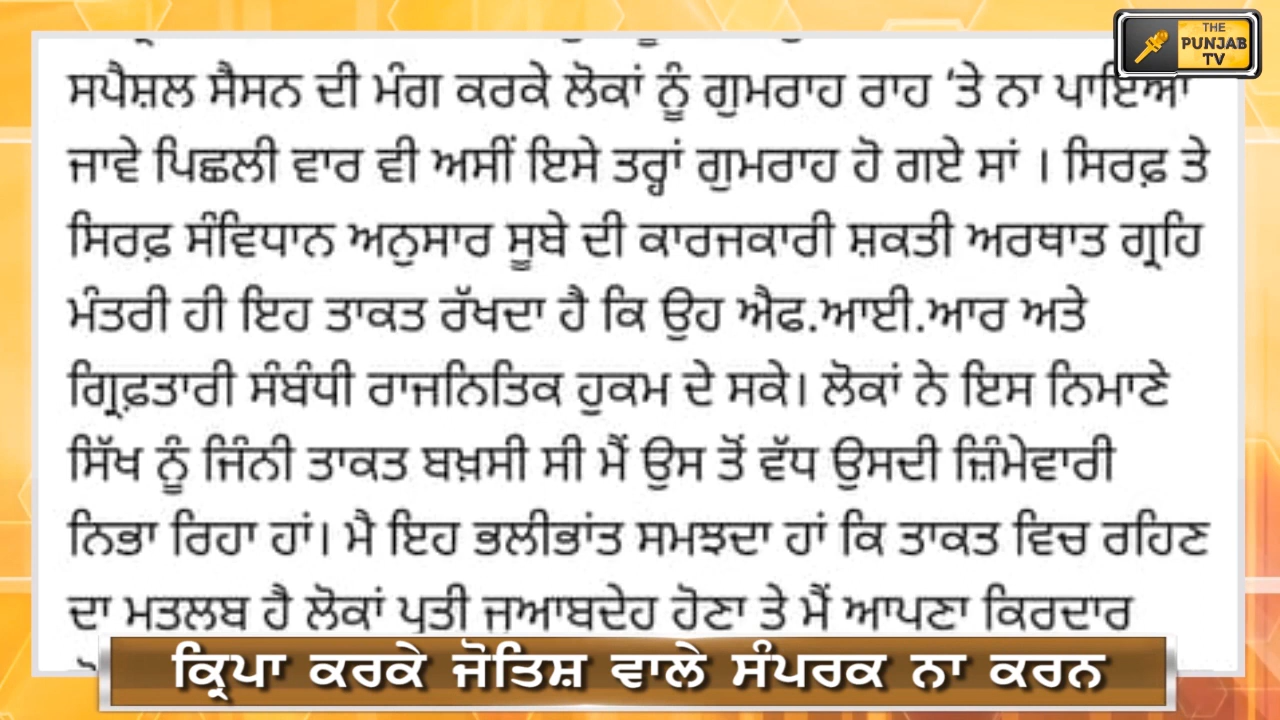 THE
PUNJAB
TV
ਸਪੈਸ਼ਲ ਸੈਸਨ ਦੀ ਮੰਗ ਕਰਕੇ ਲੋਕਾਂ ਨੂੰ ਗੁਮਰਾਹ ਰਾਹ ‘ਤੇ ਨਾ ਪਾਇਆ
ਜਾਵੇ ਪਿਛਲੀ ਵਾਰ ਵੀ ਅਸੀਂ ਇਸੇ ਤਰ੍ਹਾਂ ਗੁਮਰਾਹ ਹੋ ਗਏ ਸਾਂ । ਸਿਰਫ਼ ਤੇ
ਸਿਰਫ਼ ਸੰਵਿਧਾਨ ਅਨੁਸਾਰ ਸੂਬੇ ਦੀ ਕਾਰਜਕਾਰੀ ਸ਼ਕਤੀ ਅਰਥਾਤ ਗ੍ਰਹਿ
ਮੰਤਰੀ ਹੀ ਇਹ ਤਾਕਤ ਰੱਖਦਾ ਹੈ ਕਿ ਉਹ ਐਫ.ਆਈ.ਆਰ ਅਤੇ
ਗ੍ਰਿਫ਼ਤਾਰੀ ਸੰਬੰਧੀ ਰਾਜਨਿਤਿਕ ਹੁਕਮ ਦੇ ਸਕੇ। ਲੋਕਾਂ ਨੇ ਇਸ ਨਿਮਾਣੇ
ਸਿੱਖ ਨੂੰ ਜਿੰਨੀ ਤਾਕਤ ਬਖ਼ਸੀ ਸੀ ਮੈਂ ਉਸ ਤੋਂ ਵੱਧ ਉਸਦੀ ਜ਼ਿੰਮੇਵਾਰੀ
ਨਿਭਾ ਰਿਹਾ ਹਾਂ। ਮੈ ਇਹ ਭਲੀਭਾਂਤ ਸਮਝਦਾ ਹਾਂ ਕਿ ਤਾਕਤ ਵਿਚ ਰਹਿਣ
ਦਾ ਮਤਲਬ ਹੈ ਲੋਕਾਂ ਪ੍ਰਤੀ ਜਆਬਦੇਹ ਹੋਣਾ ਤੇ ਮੈਂ ਆਪਣਾ ਕਿਰਦਾਰ
ਕ੍ਰਿਪਾ ਕਰਕੇ ਜੋਤਿਸ਼ ਵਾਲੇ ਸੰਪਰਕ ਨਾ ਕਰਨ